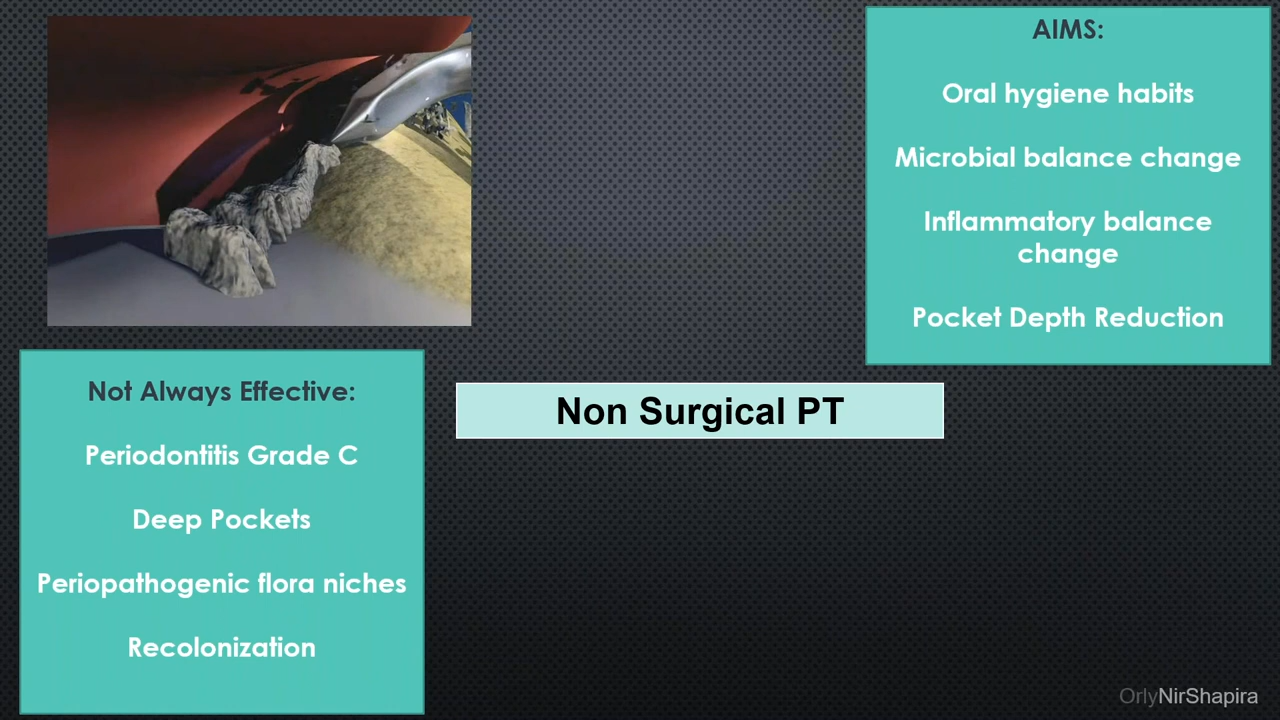 AIMS:
Oral hygiene habits
Microbial balance change
Inflammatory balance
change
Pocket Depth Reduction
Not Always Effective:
Periodontitis Grade C
Deep Pockets
Periopathogenic flora niches
Recolonization
Non Surgical PT
OrlyNirShapira